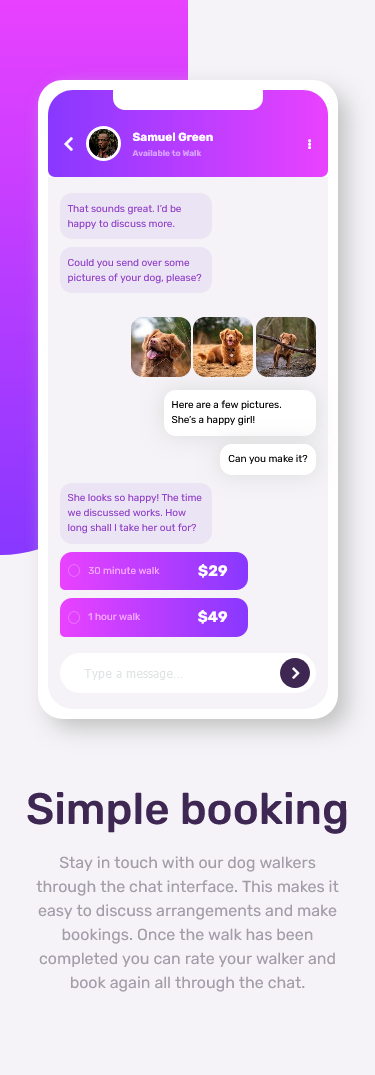 Samuel Green
Available to Walk
That sounds great. I'd be
happy to discuss more.
Could you send over some
pictures of your dog, please?
Here are a few pictures.
She's a happy girl!
Can you make it?
She looks so happy! The time
we discussed works. How
long shall I take her out for?
30 minute walk $29
1 hour walk $49
Type a message...
Simple booking
Stay in touch with our dog walkers
through the chat interface. This makes it
easy to discuss arrangements and make
bookings. Once the walk has been
completed you can rate your walker and
book again all through the chat.